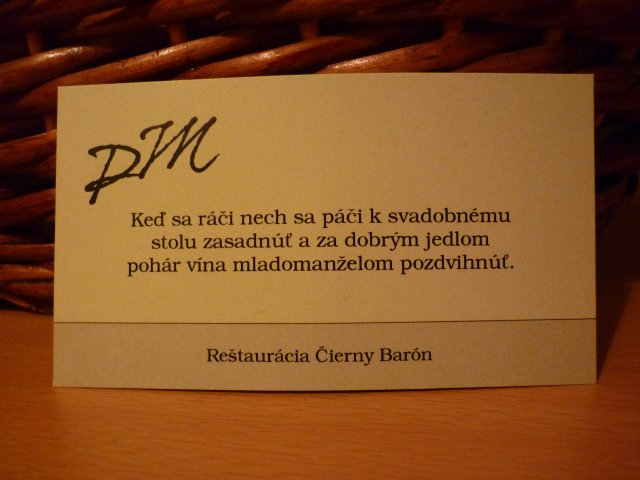 PM
Keď sa ráči nech sa páči k svadobnému
stolu zasadnúť a za dobrým jedlom
pohár vína mladomanželom pozdvihnúť.
Reštaurácia Čierny Barón